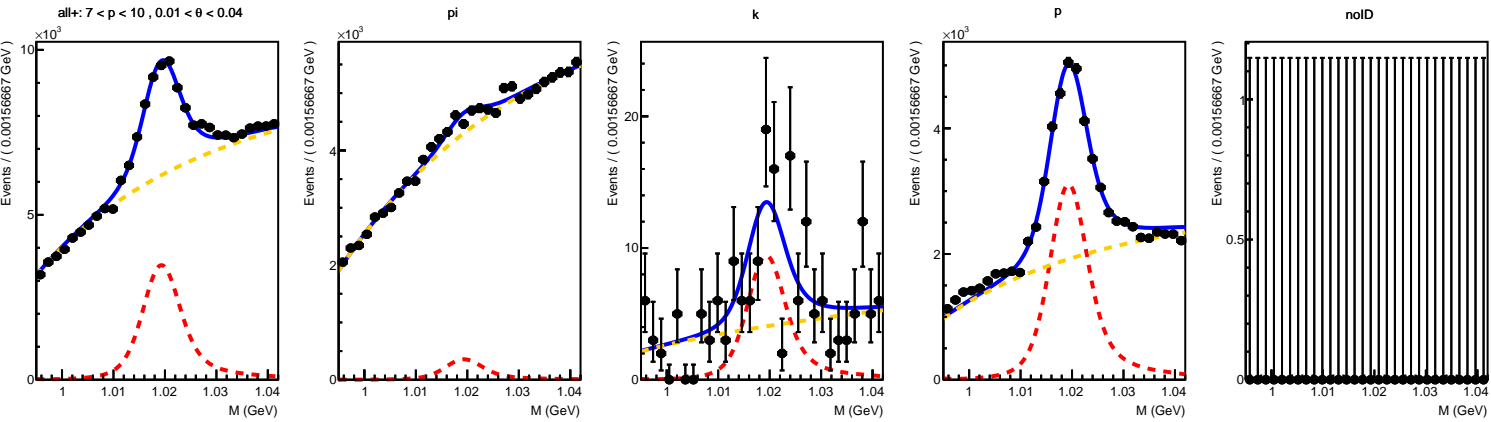 all+: 7 < p < 10 , 0.01 < θ < 0.04
×10³
Events / ( 0.00156667 GeV )
10
5
0
1 1.01 1.02 1.03 1.04
M (GeV)
pi
×10³
Events / ( 0.00156667 GeV )
4
2
0
1 1.01 1.02 1.03 1.04
M (GeV)
k
Events / ( 0.00156667 GeV )
20
10
0
1 1.01 1.02 1.03 1.04
M (GeV)
p
×10³
Events / ( 0.00156667 GeV )
4
2
0
1 1.01 1.02 1.03 1.04
M (GeV)
noID
Events / ( 0.00156667 GeV )
1
0.5
0
1 1.01 1.02 1.03 1.04
M (GeV)